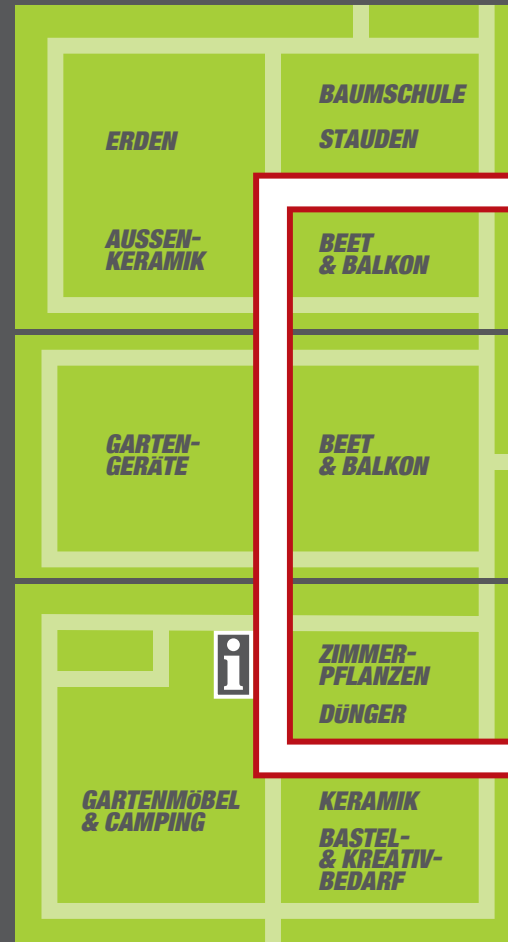 BAUMSCHULE
ERDEN
STAUDEN
AUSSEN-
KERAMIK
BEET
& BALKON
GARTEN-
GERÄTE
BEET
& BALKON
i
ZIMMER-
PFLANZEN
DÜNGER
GARTENMÖBEL
& CAMPING
KERAMIK
BASTEL-
& KREATIV-
BEDARF